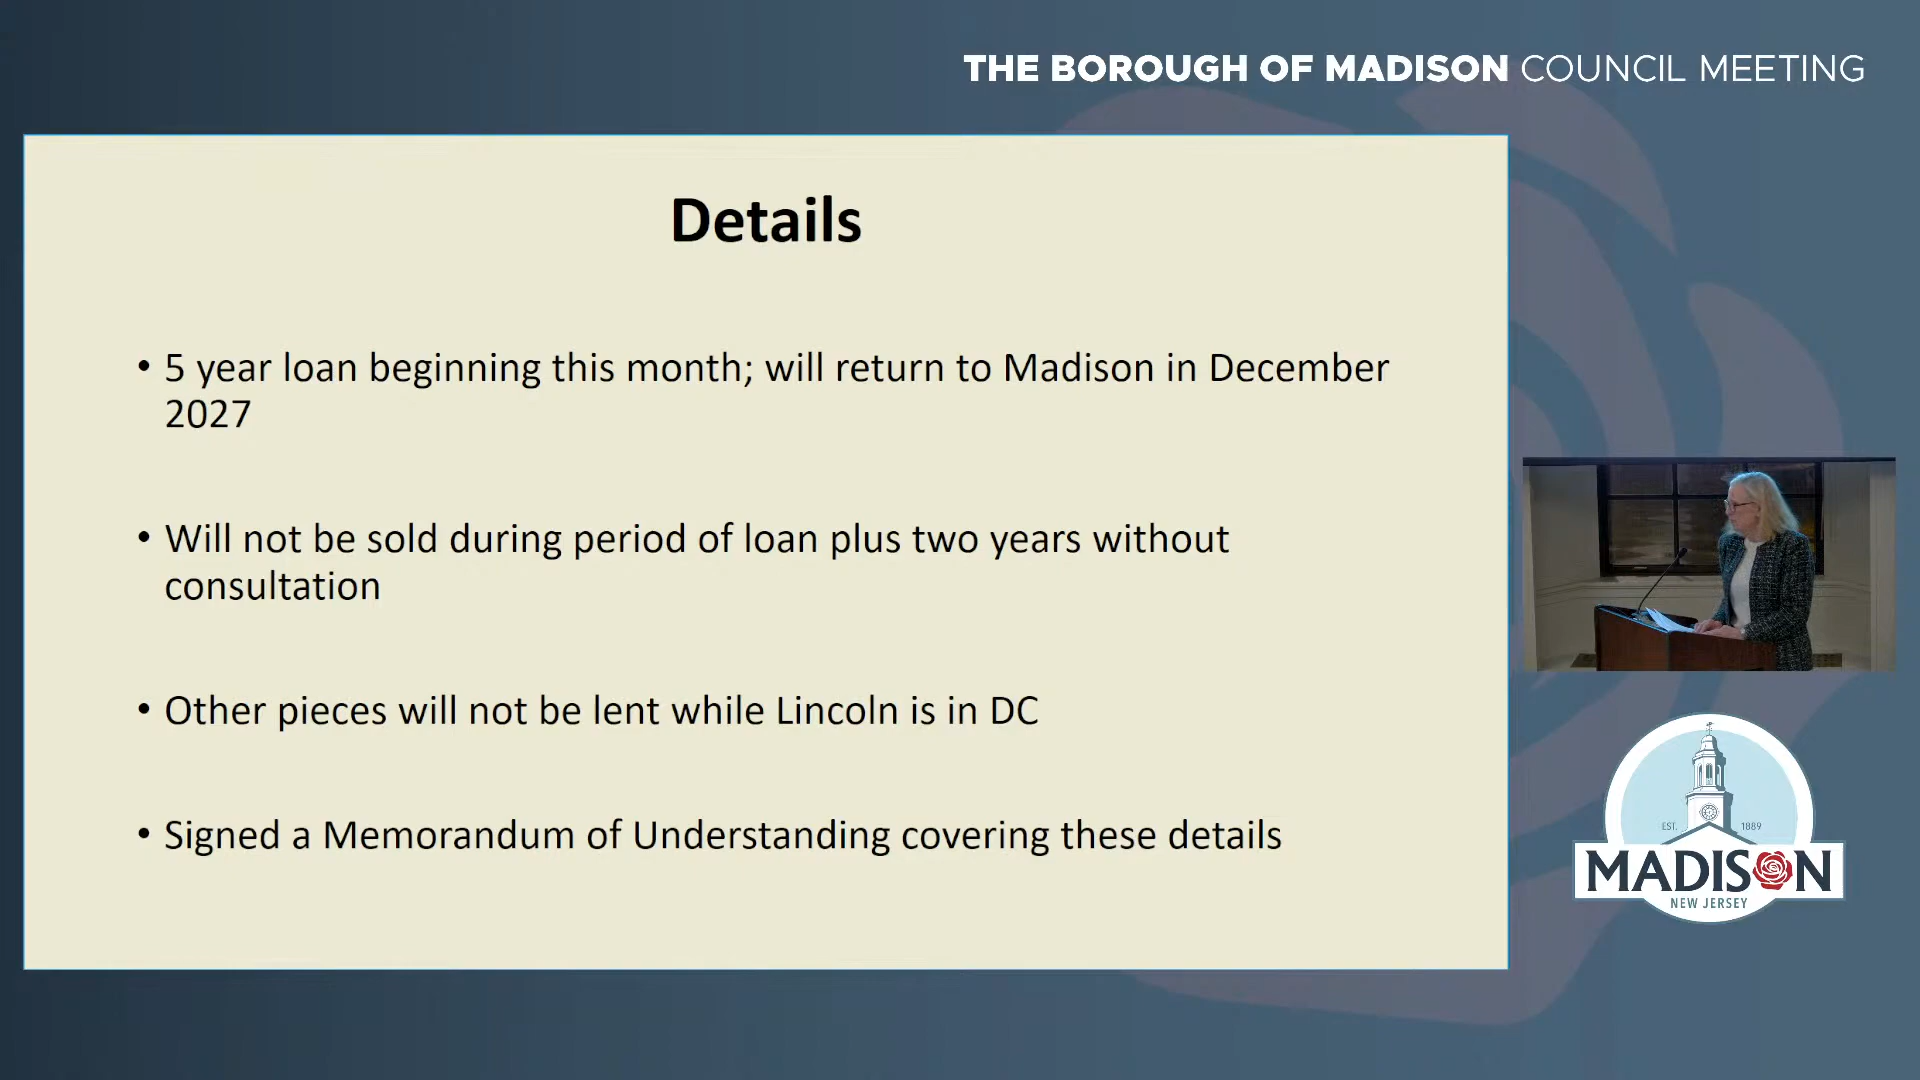 THE BOROUGH OF MADISON COUNCIL MEETING
Details
• 5 year loan beginning this month; will return to Madison in December
2027
• Will not be sold during period of loan plus two years without
consultation
• Other pieces will not be lent while Lincoln is in DC
• Signed a Memorandum of Understanding covering these details
EST. 1889
MADISON
NEW JERSEY